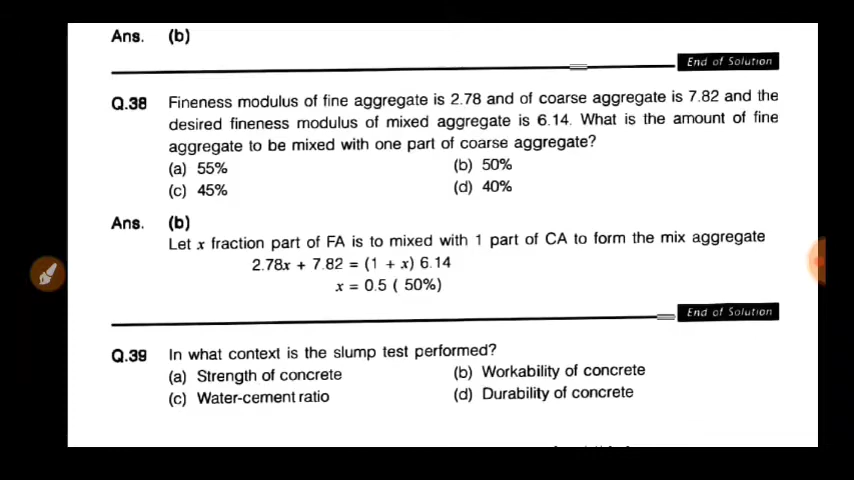 Ans. (b)
End of Solution
Q.38 Fineness modulus of fine aggregate is 2.78 and of coarse aggregate is 7.82 and the
desired fineness modulus of mixed aggregate is 6.14. What is the amount of fine
aggregate to be mixed with one part of coarse aggregate?
(a) 55% (b) 50%
(c) 45% (d) 40%
Ans. (b)
Let x fraction part of FA is to mixed with 1 part of CA to form the mix aggregate
2.78x + 7.82 = (1 + x) 6.14
x = 0.5 ( 50%)
End of Solution
Q.39 In what context is the slump test performed?
(a) Strength of concrete (b) Workability of concrete
(c) Water-cement ratio (d) Durability of concrete